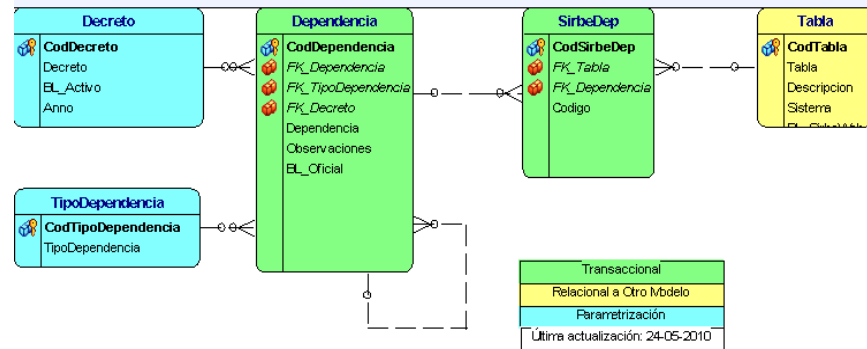 Decreto
CodDecreto
Decreto
BL_Activo
Anno
Dependencia
CodDependencia
FK_Dependencia
FK_TipoDependencia
FK_Decreto
Dependencia
Observaciones
BL_Oficial
SirbeDep
CodSirbeDep
FK_Tabla
FK_Dependencia
Codigo
Tabla
CodTabla
Tabla
Descripcion
Sistema
TipoDependencia
CodTipoDependencia
TipoDependencia
Transaccional
Relacional a Otro Modelo
Parametrización
Última actualización: 24-05-2010